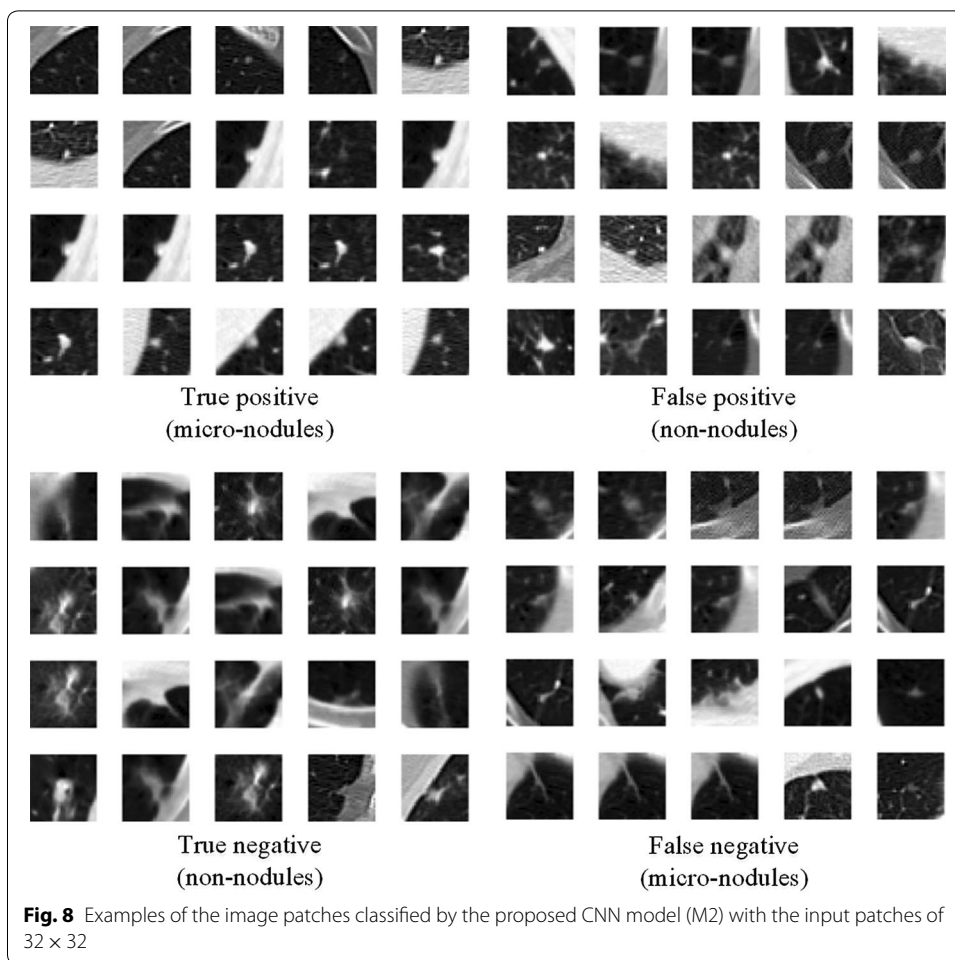 True positive
(micro-nodules)
False positive
(non-nodules)
True negative
(non-nodules)
False negative
(micro-nodules)
Fig. 8 Examples of the image patches classified by the proposed CNN model (M2) with the input patches of
32 × 32